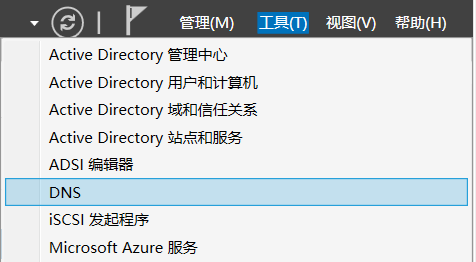 管理(M) 工具(T) 视图(V) 帮助(H)
Active Directory 管理中心
Active Directory 用户和计算机
Active Directory 域和信任关系
Active Directory 站点和服务
ADSI 编辑器
DNS
iSCSI 发起程序
Microsoft Azure 服务